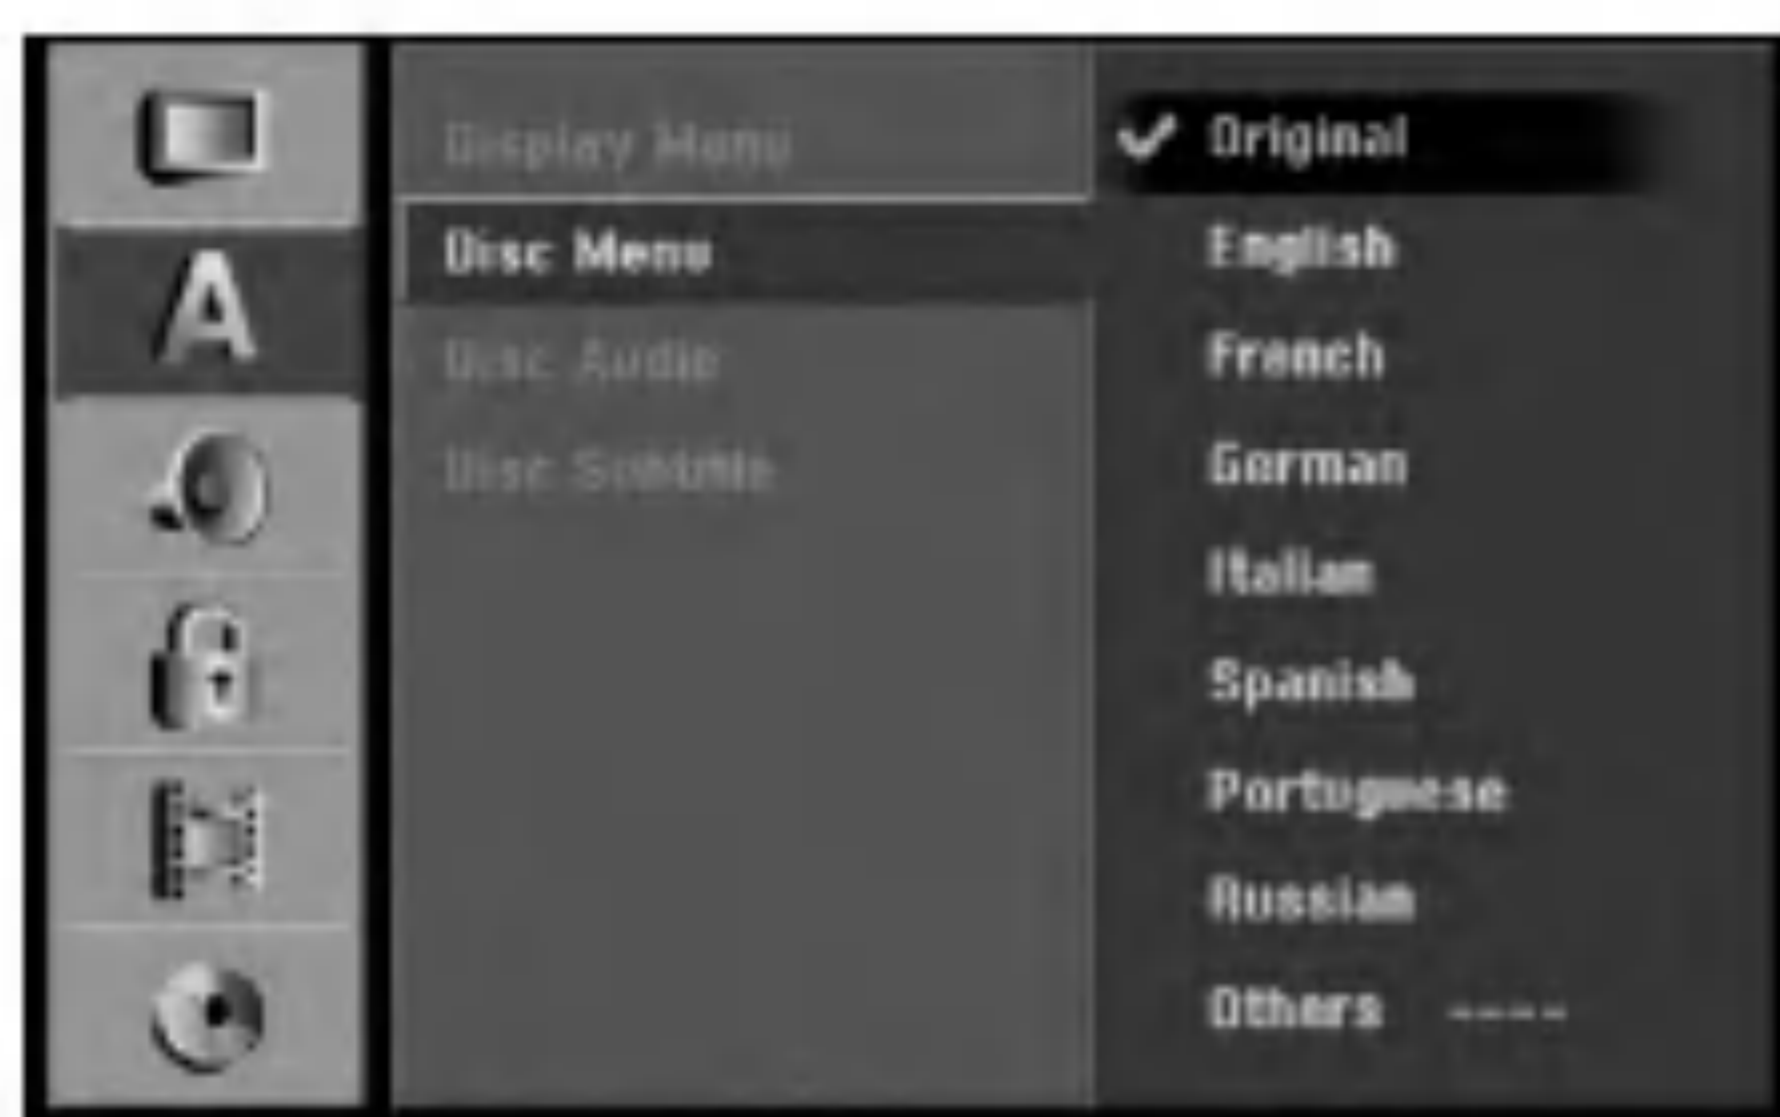 A
Display Menu
Disc Menu
Disc Audio
Disc Subtitle
Original
English
French
German
Italian
Spanish
Portuguese
Russian
Others ----